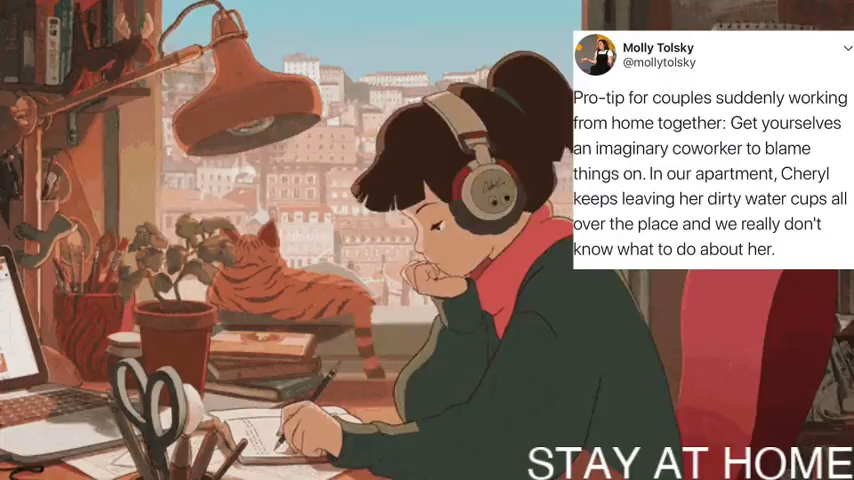 Molly Tolsky
@mollytolsky
Pro-tip for couples suddenly working
from home together: Get yourselves
an imaginary coworker to blame
things on. In our apartment, Cheryl
keeps leaving her dirty water cups all
over the place and we really don't
know what to do about her.
STAY AT HOME